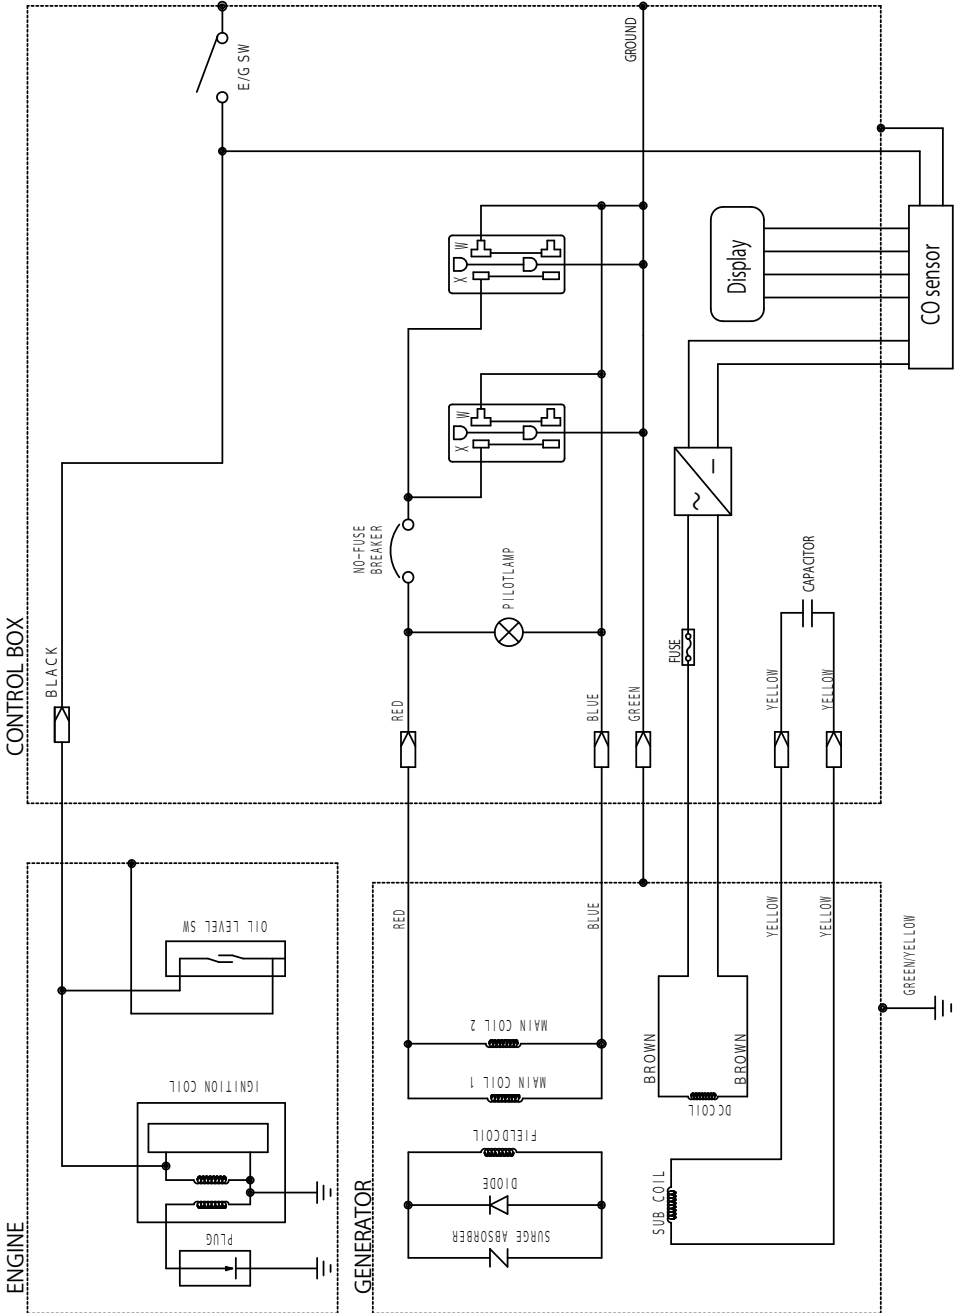 CONTROL BOX
E/G SW
GROUND
W
X
Display
CO sensor
W
X
NO-FUSE
BREAKER
PILOTLAMP
CAPACITOR
FUSE
BLACK
RED
BLUE
GREEN
YELLOW
YELLOW
ENGINE
OIL LEVEL SW
IGNITION COIL
PLUG
GENERATOR
RED
BLUE
YELLOW
YELLOW
GREEN/YELLOW
MAIN COIL 2
MAIN COIL 1
BROWN
BROWN
DCCOIL
FIELDCOIL
DIODE
SURGE ABSORBER
SUB COIL